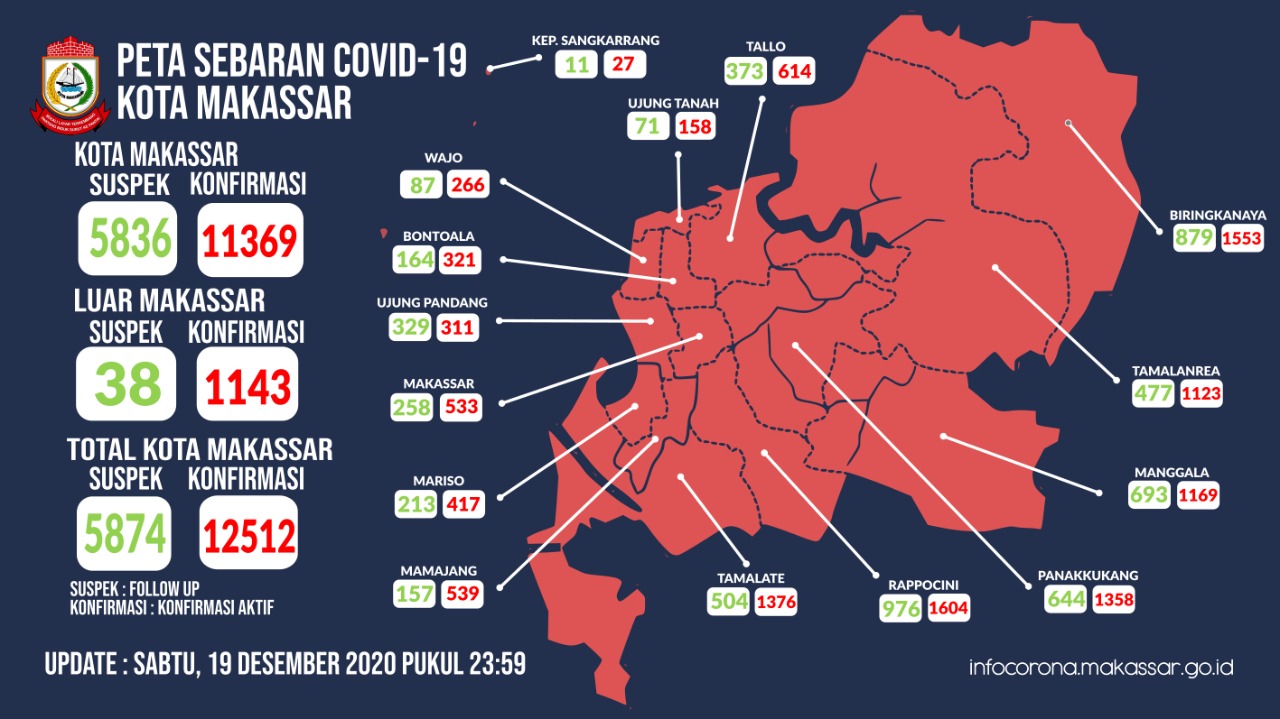 PETA SEBARAN COVID-19
KOTA MAKASSAR
KOTA MAKASSAR
SUSPEK KONFIRMASI
5836 11369
LUAR MAKASSAR
SUSPEK KONFIRMASI
38 1143
TOTAL KOTA MAKASSAR
SUSPEK KONFIRMASI
5874 12512
SUSPEK : FOLLOW UP
KONFIRMASI : KONFIRMASI AKTIF
UPDATE : SABTU, 19 DESEMBER 2020 PUKUL 23:59
KEP. SANGKARRANG
11 27
TALLO
373 614
UJUNG TANAH
71 158
WAJO
87 266
BONTOALA
164 321
UJUNG PANDANG
329 311
MAKASSAR
258 533
MARISO
213 417
MAMAJANG
157 539
TAMALATE
504 1376
RAPPOCINI
976 1604
PANAKKUKANG
644 1358
MANGGALA
693 1169
TAMALANREA
477 1123
BIRINGKANAYA
879 1553
infocorona.makassar.go.id